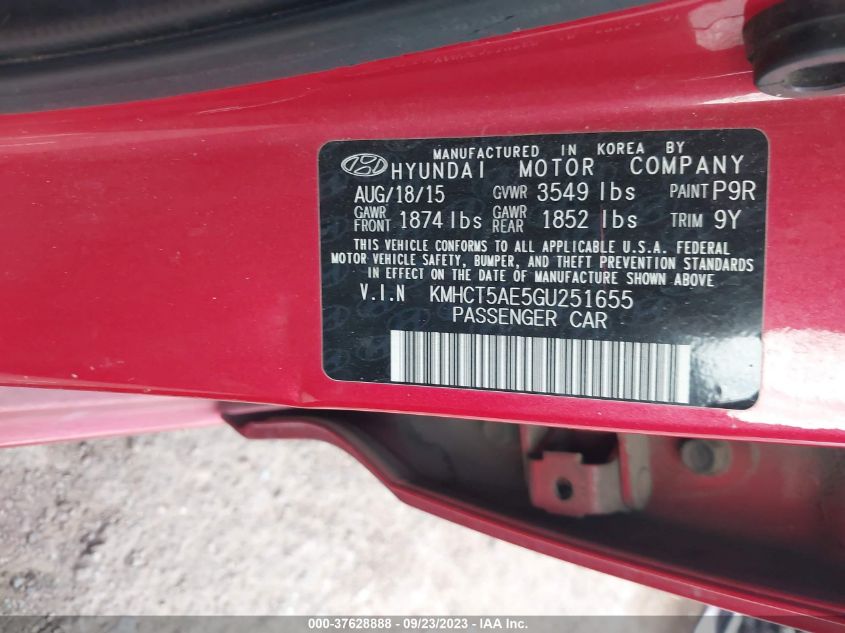 MANUFACTURED IN KOREA BY
HYUNDAI MOTOR COMPANY
AUG/18/15 GVWR 3549 lbs PAINT P9R
GAWR FRONT 1874 lbs GAWR REAR 1852 lbs TRIM 9Y
THIS VEHICLE CONFORMS TO ALL APPLICABLE U.S.A. FEDERAL
MOTOR VEHICLE SAFETY, BUMPER, AND THEFT PREVENTION STANDARDS
IN EFFECT ON THE DATE OF MANUFACTURE SHOWN ABOVE
V.I.N KMHCT5AE5GU251655
PASSENGER CAR
000-37628888 - 09/23/2023 - IAA Inc.